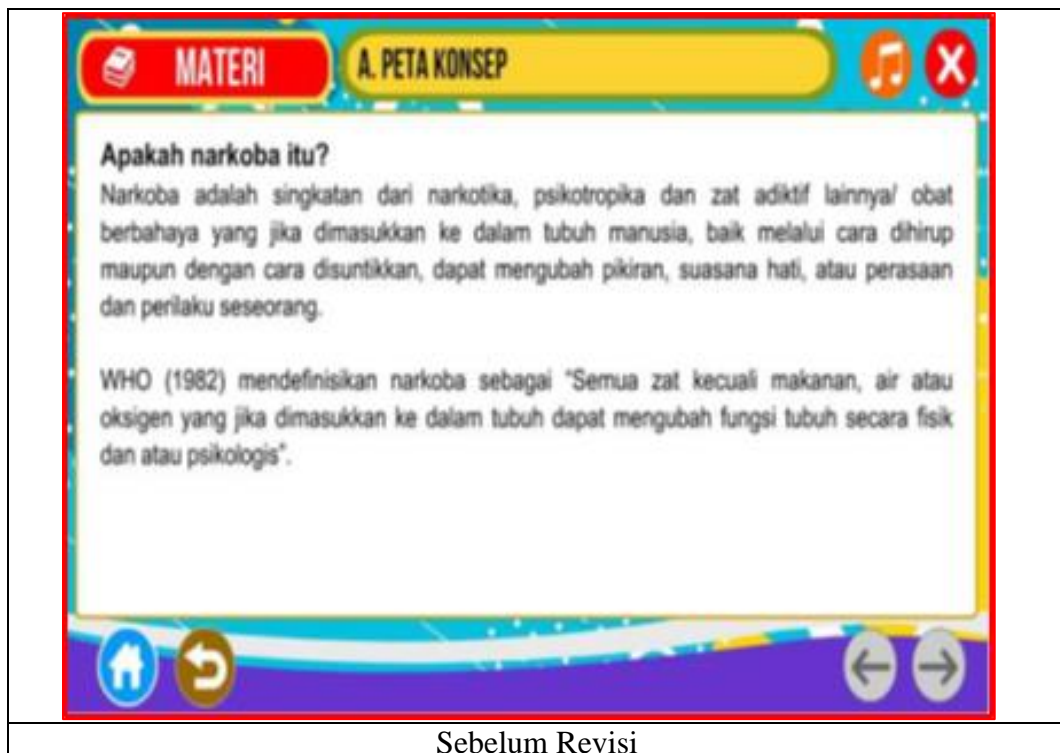 MATERI
A. PETA KONSEP
Apakah narkoba itu?
Narkoba adalah singkatan dari narkotika, psikotropika dan zat adiktif lainnya/ obat
berbahaya yang jika dimasukkan ke dalam tubuh manusia, baik melalui cara dihirup
maupun dengan cara disuntikkan, dapat mengubah pikiran, suasana hati, atau perasaan
dan perilaku seseorang.
WHO (1982) mendefinisikan narkoba sebagai "Semua zat kecuali makanan, air atau
oksigen yang jika dimasukkan ke dalam tubuh dapat mengubah fungsi tubuh secara fisik
dan atau psikologis".
Sebelum Revisi